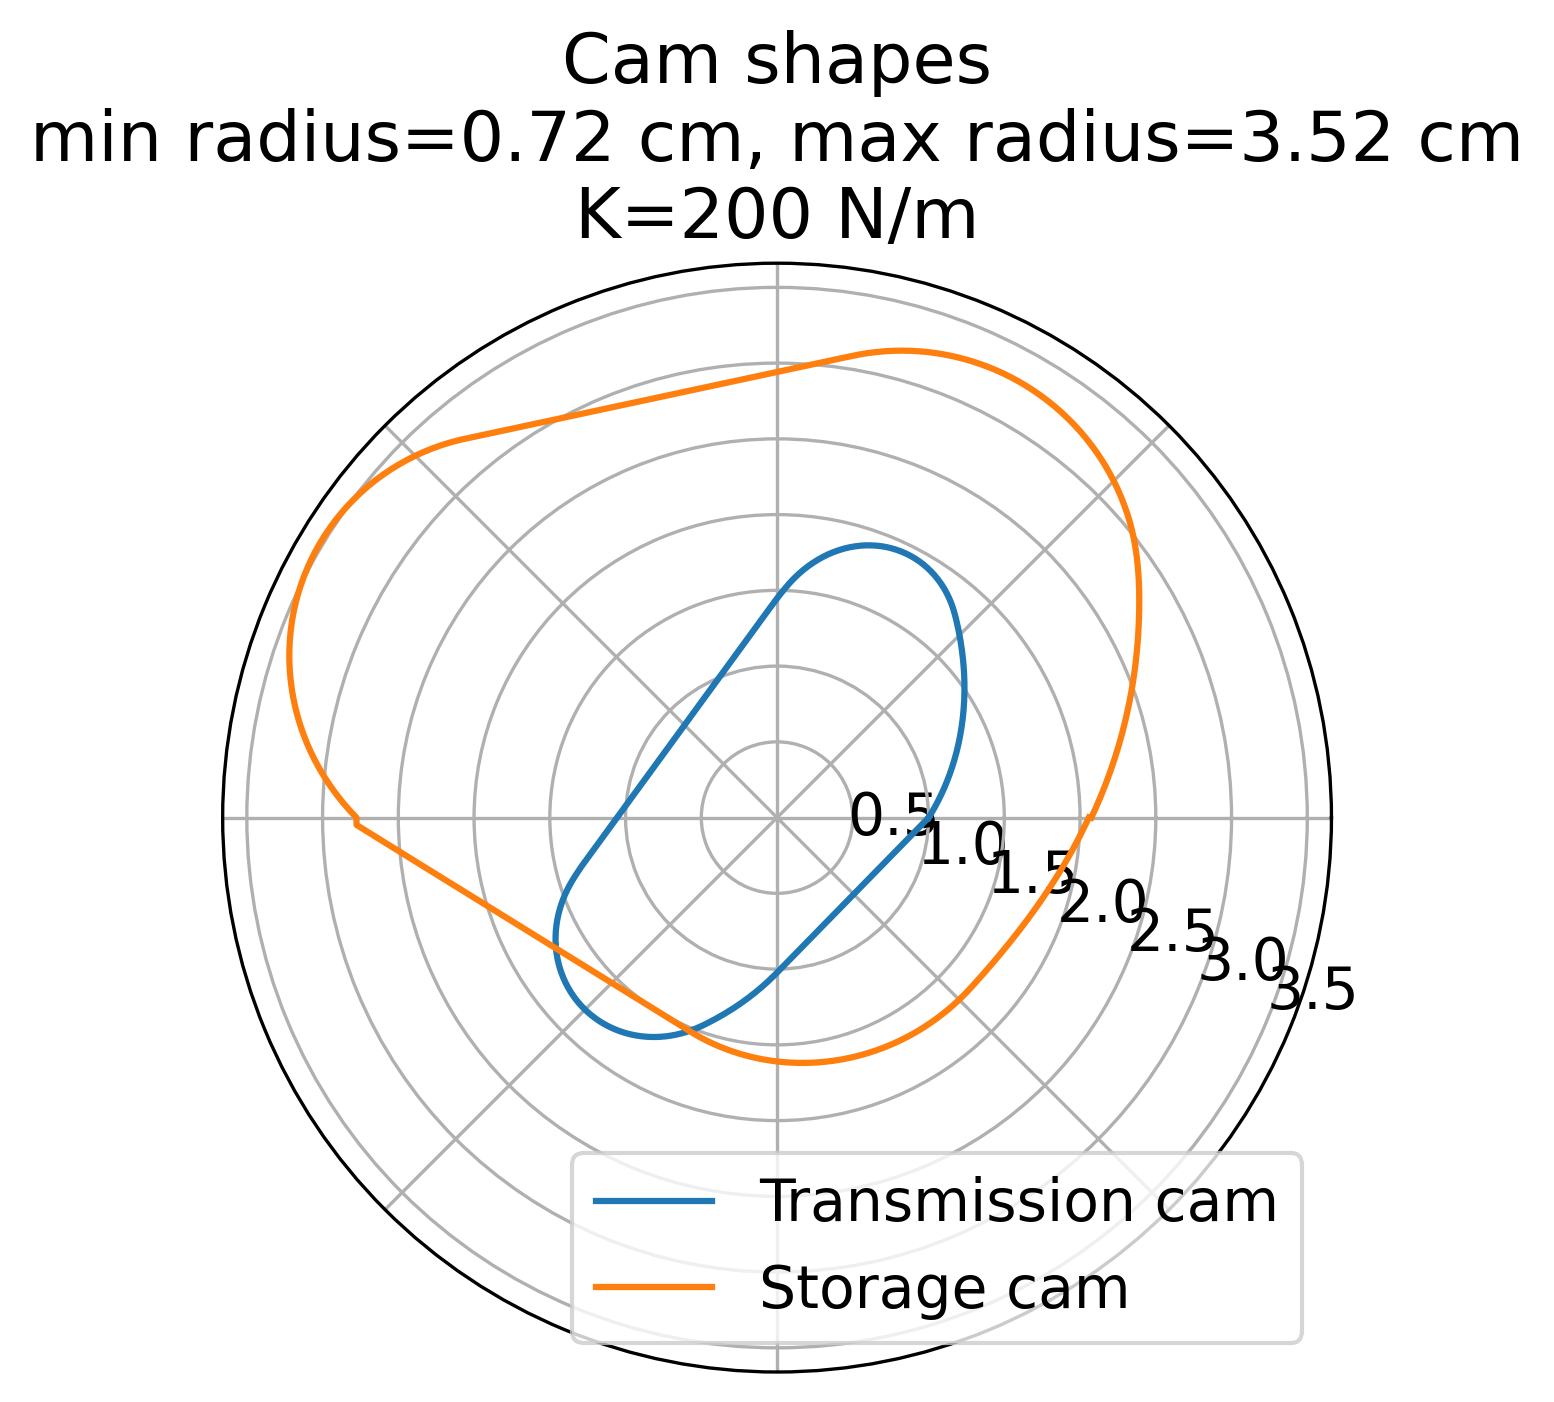 Cam shapes
min radius=0.72 cm, max radius=3.52 cm
K=200 N/m
0.5
1.0
1.5
2.0
2.5
3.0
3.5
Transmission cam
Storage cam